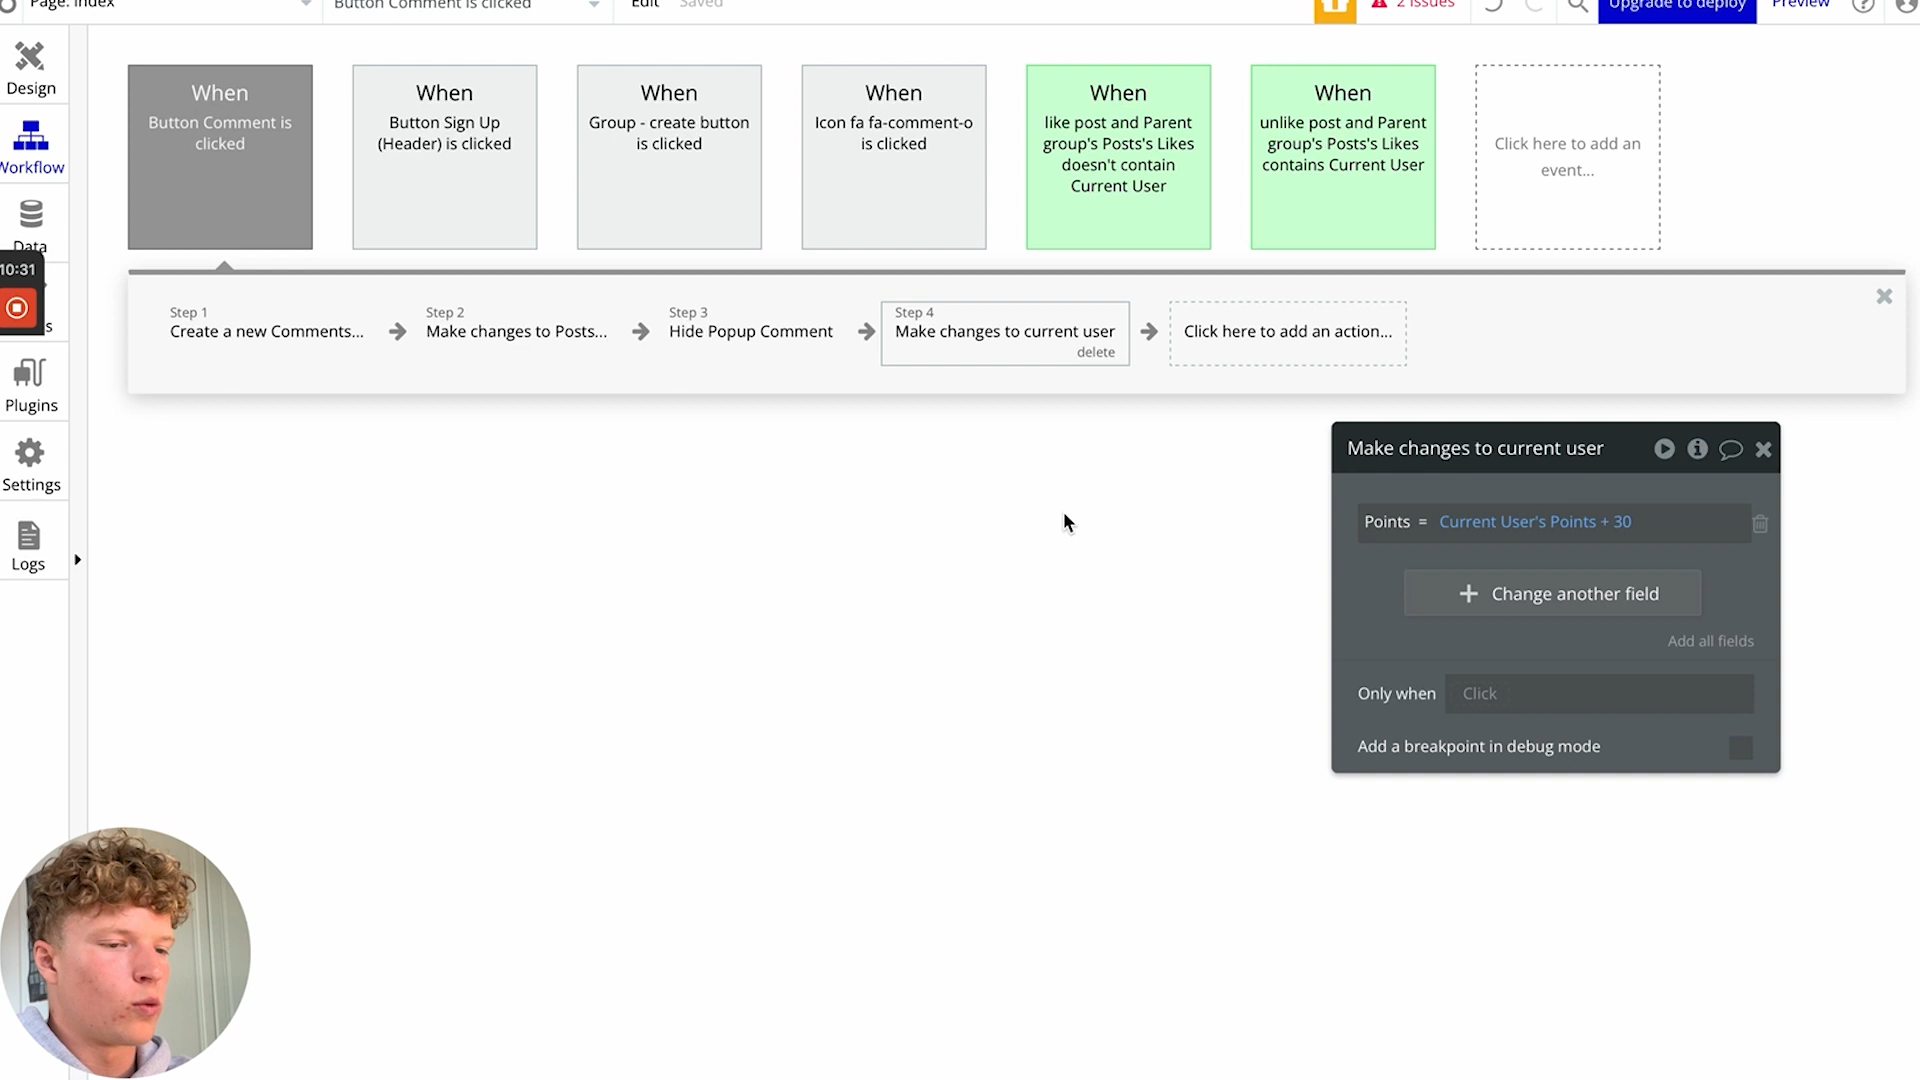 Page: index
Button Comment is clicked
Edit
Saved
2 issues
Upgrade to deploy
Preview
Design
Workflow
Data
10:31
s
Plugins
Settings
Logs
When
Button Comment is
clicked
When
Button Sign Up
(Header) is clicked
When
Group - create button
is clicked
When
Icon fa fa-comment-o
is clicked
When
like post and Parent
group's Posts's Likes
doesn't contain
Current User
When
unlike post and Parent
group's Posts's Likes
contains Current User
Click here to add an
event...
Step 1
Create a new Comments...
Step 2
Make changes to Posts...
Step 3
Hide Popup Comment
Step 4
Make changes to current user
delete
Click here to add an action...
Make changes to current user
Points = Current User's Points + 30
Change another field
Add all fields
Only when Click
Add a breakpoint in debug mode